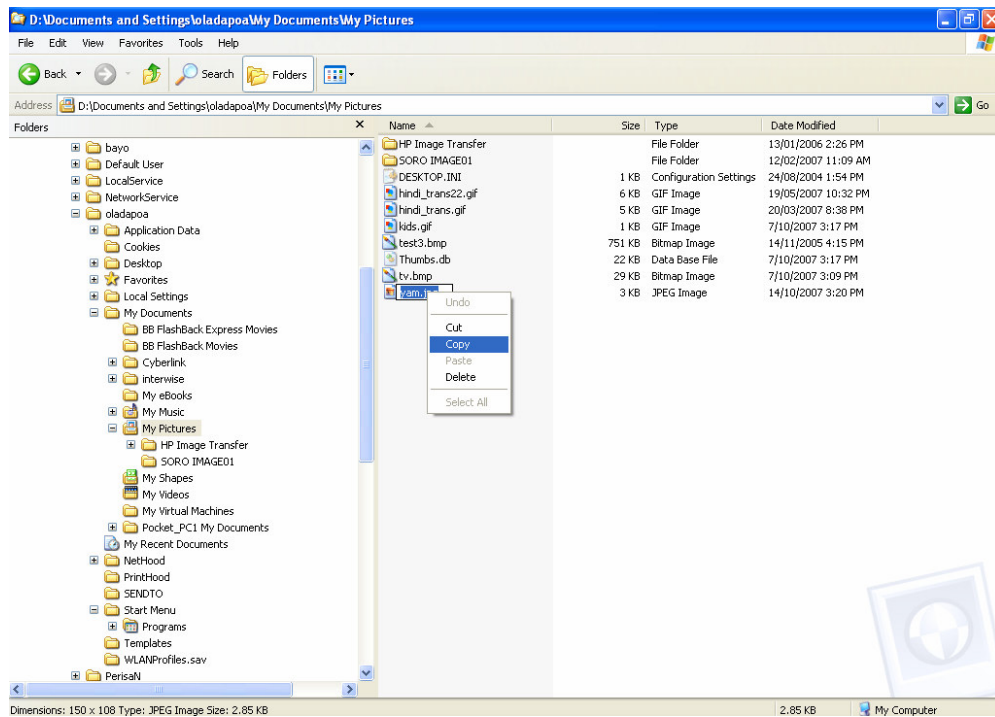 D:\Documents and Settings\oladapoa\My Documents\My Pictures
File Edit View Favorites Tools Help
Back Search Folders
Address D:\Documents and Settings\oladapoa\My Documents\My Pictures Go
Folders
bayo
Default User
LocalService
NetworkService
oladapoa
Application Data
Cookies
Desktop
Favorites
Local Settings
My Documents
BB FlashBack Express Movies
BB FlashBack Movies
Cyberlink
interwise
My eBooks
My Music
My Pictures
HP Image Transfer
SORO IMAGE01
My Shapes
My Videos
My Virtual Machines
Pocket_PC1 My Documents
My Recent Documents
NetHood
PrintHood
SENDTO
Start Menu
Programs
Templates
WLANProfiles.sav
PerisaN
Name Size Type Date Modified
HP Image Transfer File Folder 13/01/2006 2:26 PM
SORO IMAGE01 File Folder 12/02/2007 11:09 AM
DESKTOP.INI 1 KB Configuration Settings 24/08/2004 1:54 PM
hindi_trans22.gif 6 KB GIF Image 19/05/2007 10:32 PM
hindi_trans.gif 5 KB GIF Image 20/03/2007 8:38 PM
kids.gif 1 KB GIF Image 7/10/2007 3:17 PM
test3.bmp 751 KB Bitmap Image 14/11/2005 4:15 PM
Thumbs.db 22 KB Data Base File 7/10/2007 3:17 PM
tv.bmp 29 KB Bitmap Image 7/10/2007 3:09 PM
3 KB JPEG Image 14/10/2007 3:20 PM
Undo
Cut
Copy
Paste
Delete
Select All
Dimensions: 150 x 108 Type: JPEG Image Size: 2.85 KB 2.85 KB My Computer